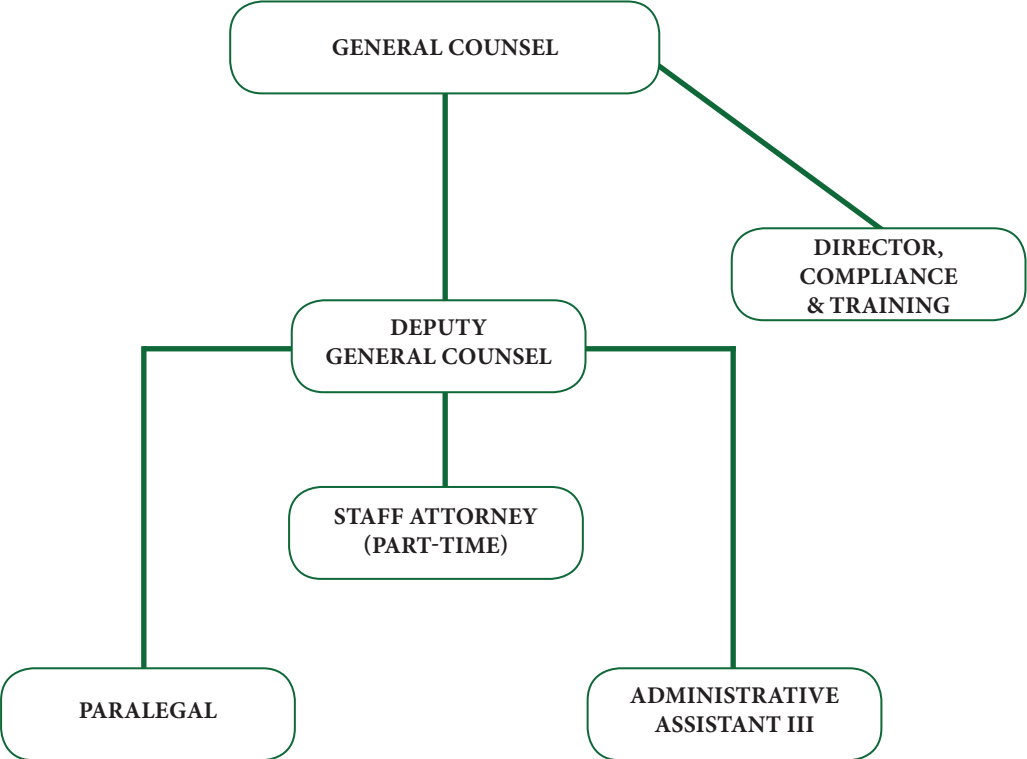 GENERAL COUNSEL
DIRECTOR,
COMPLIANCE
& TRAINING
DEPUTY
GENERAL COUNSEL
STAFF ATTORNEY
(PART-TIME)
PARALEGAL
ADMINISTRATIVE
ASSISTANT III